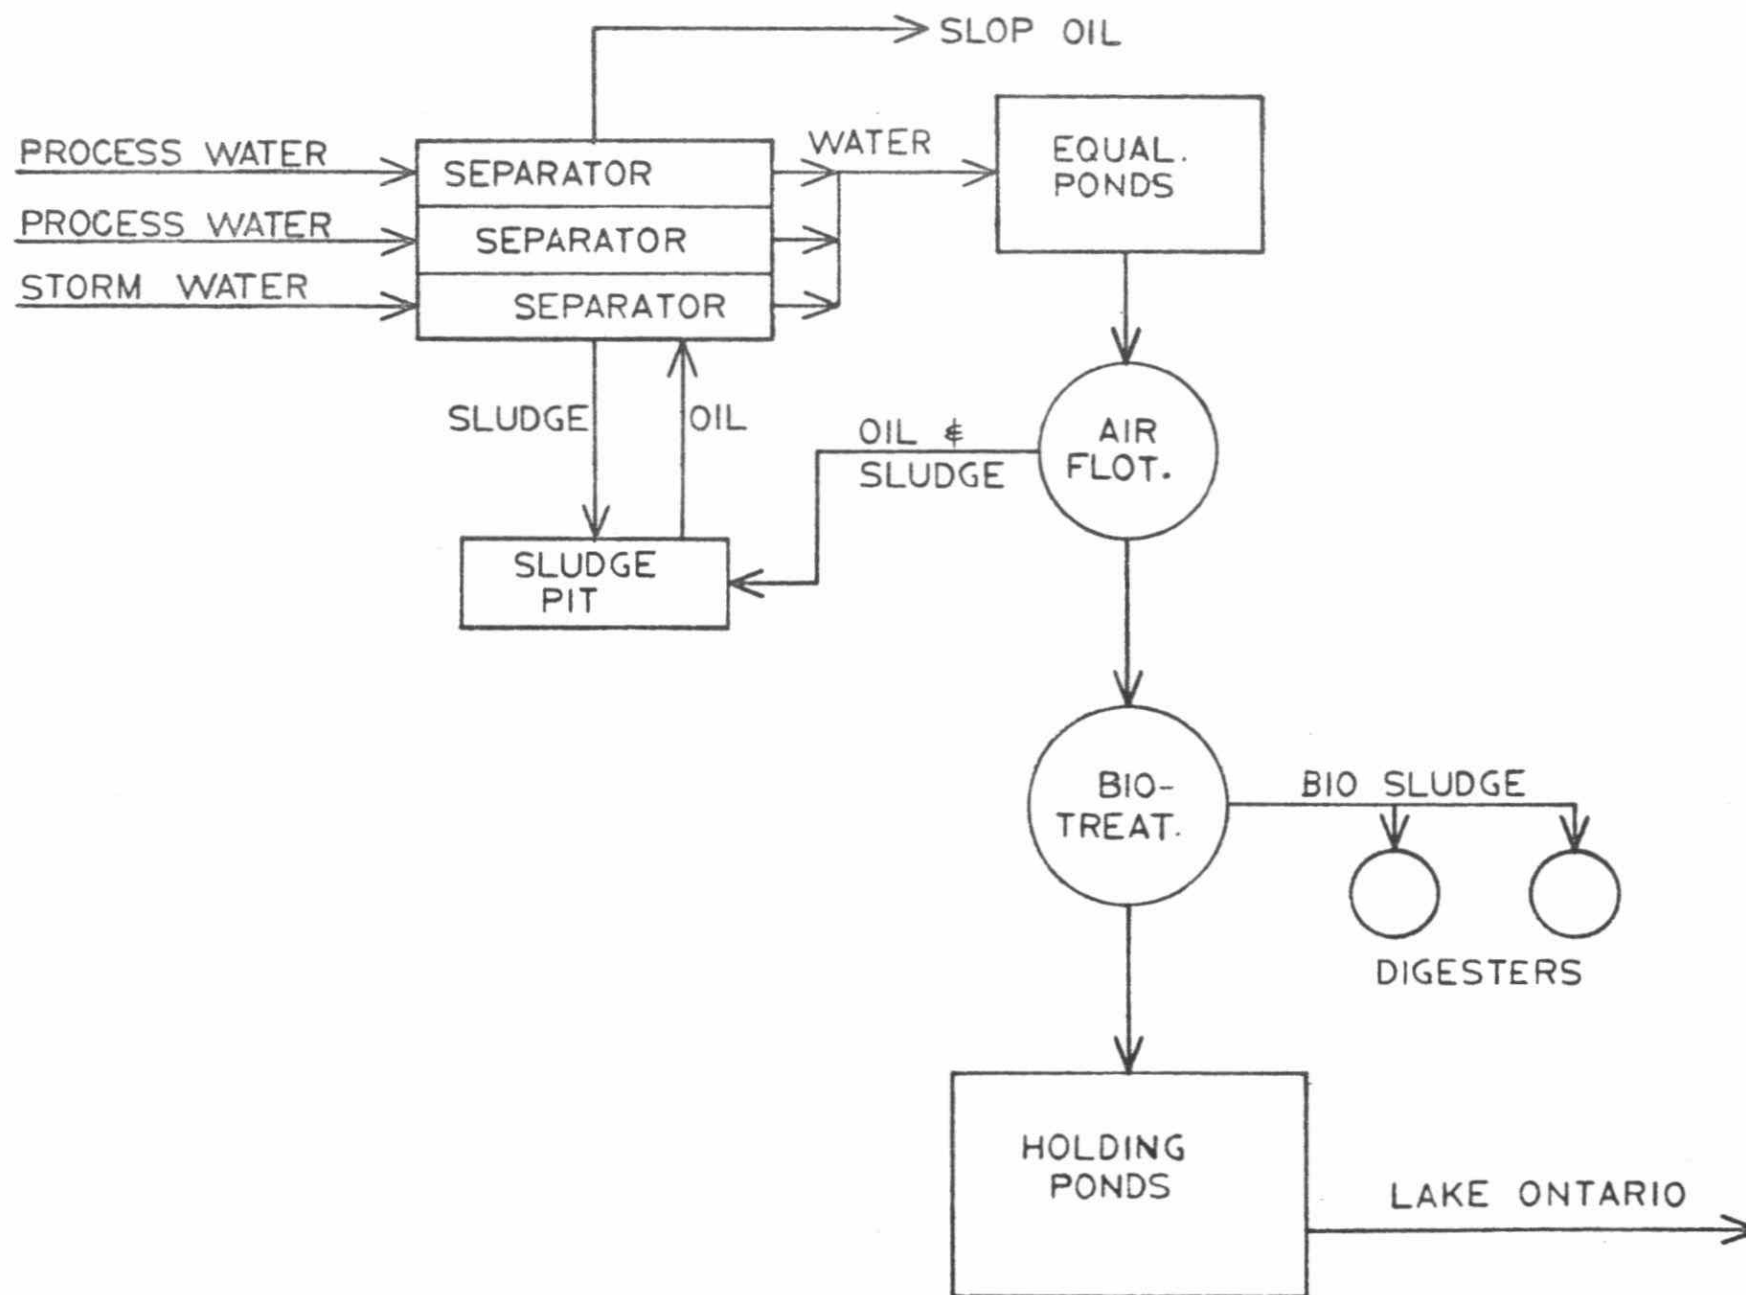 SLOP OIL
PROCESS WATER
SEPARATOR
WATER
EQUAL.
PONDS
PROCESS WATER
SEPARATOR
STORM WATER
SEPARATOR
SLUDGE
OIL
OIL &
SLUDGE
AIR
FLOT.
SLUDGE
PIT
BIO-
TREAT.
BIO SLUDGE
DIGESTERS
HOLDING
PONDS
LAKE ONTARIO